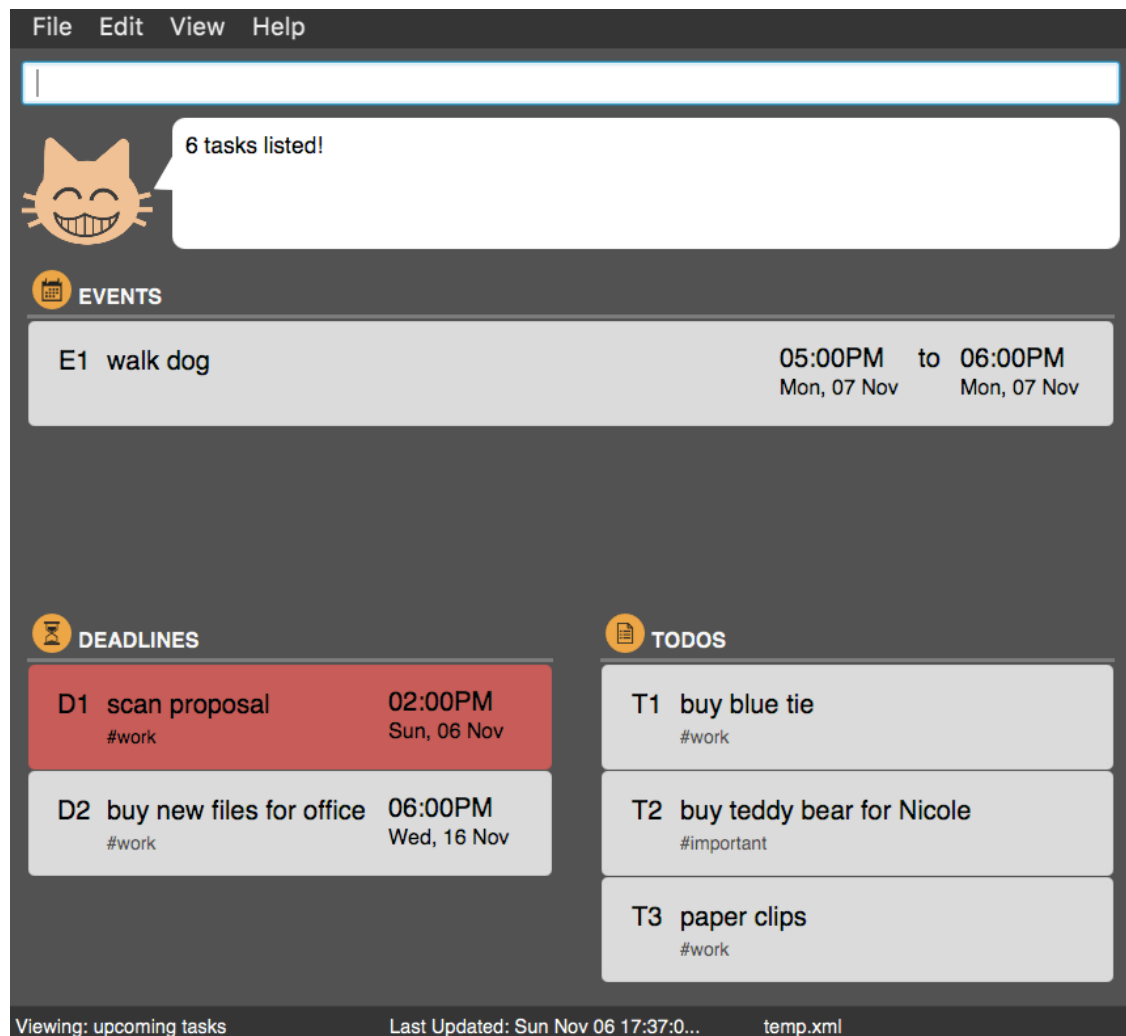 File Edit View Help
6 tasks listed!
EVENTS
E1 walk dog 05:00PM to 06:00PM
Mon, 07 Nov Mon, 07 Nov
DEADLINES
D1 scan proposal 02:00PM
#work Sun, 06 Nov
D2 buy new files for office 06:00PM
#work Wed, 16 Nov
TODOS
T1 buy blue tie
#work
T2 buy teddy bear for Nicole
#important
T3 paper clips
#work
Viewing: upcoming tasks Last Updated: Sun Nov 06 17:37:0... temp.xml